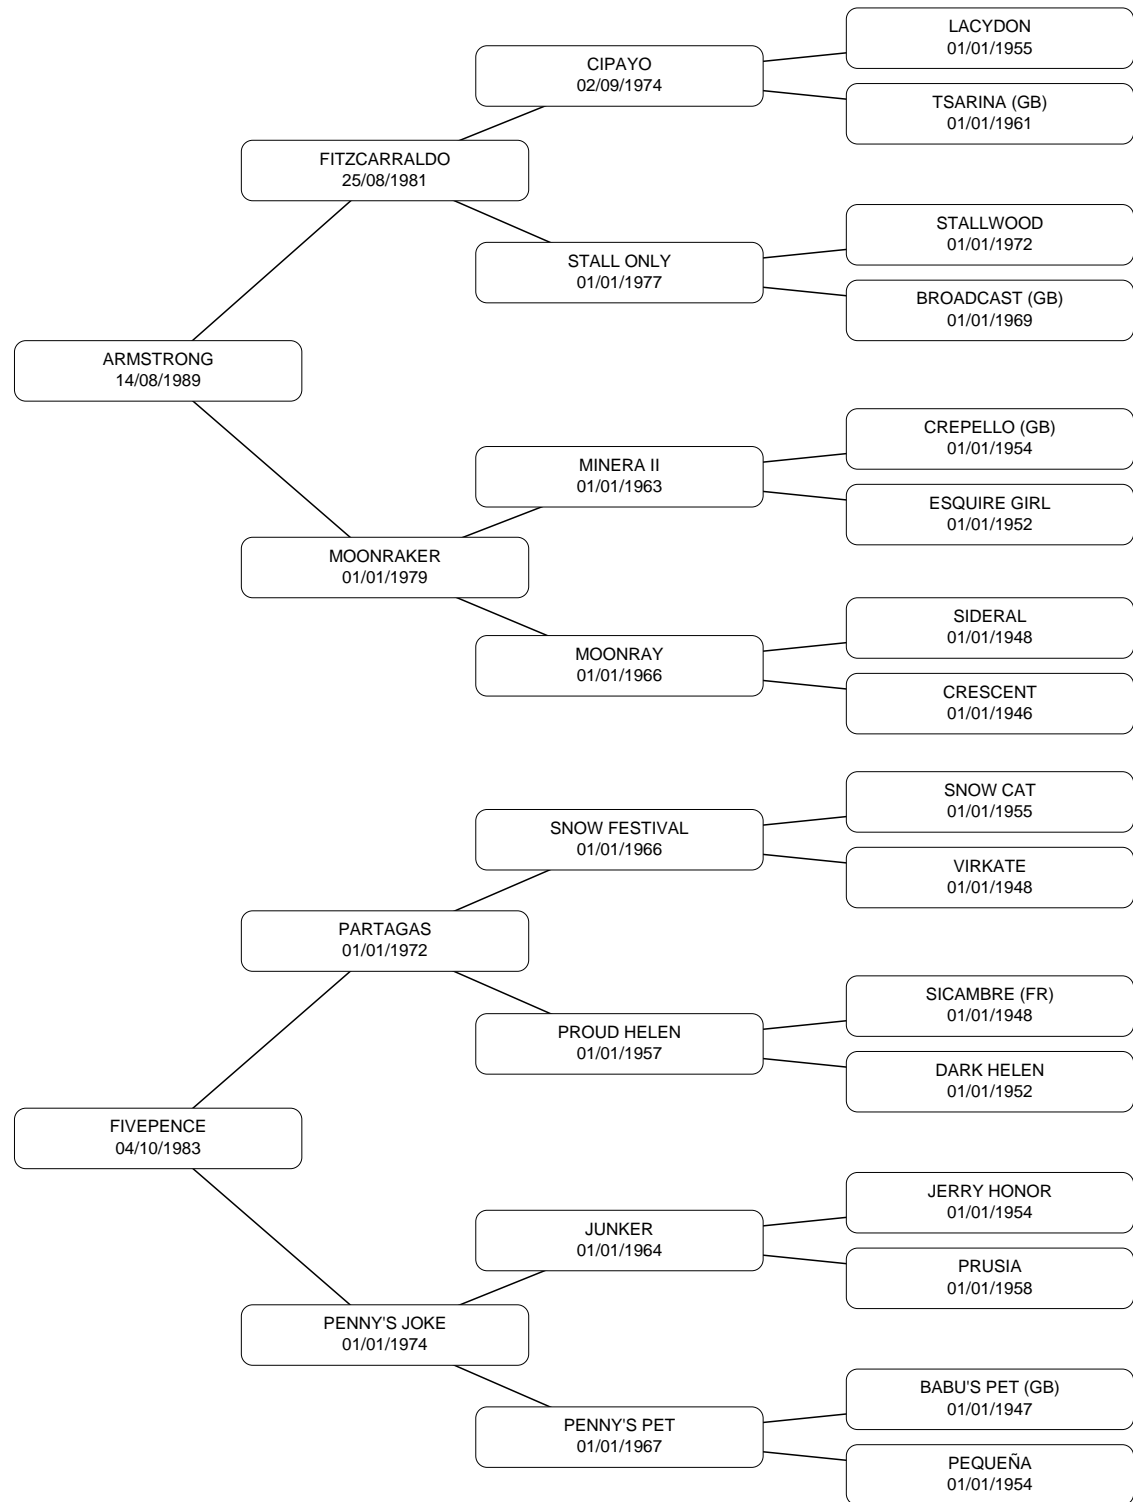 LACYDON
01/01/1955
CIPAYO
02/09/1974
TSARINA (GB)
01/01/1961
FITZCARRALDO
25/08/1981
STALLWOOD
01/01/1972
STALL ONLY
01/01/1977
BROADCAST (GB)
01/01/1969
ARMSTRONG
14/08/1989
CREPELLO (GB)
01/01/1954
MINERA II
01/01/1963
ESQUIRE GIRL
01/01/1952
MOONRAKER
01/01/1979
SIDERAL
01/01/1948
MOONRAY
01/01/1966
CRESCENT
01/01/1946
SNOW CAT
01/01/1955
SNOW FESTIVAL
01/01/1966
VIRKATE
01/01/1948
PARTAGAS
01/01/1972
SICAMBRE (FR)
01/01/1948
PROUD HELEN
01/01/1957
DARK HELEN
01/01/1952
FIVEPENCE
04/10/1983
JERRY HONOR
01/01/1954
JUNKER
01/01/1964
PRUSIA
01/01/1958
PENNY'S JOKE
01/01/1974
BABU'S PET (GB)
01/01/1947
PENNY'S PET
01/01/1967
PEQUEÑA
01/01/1954